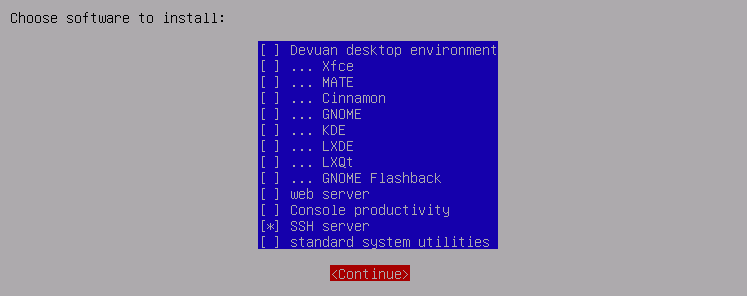 Choose software to install:
[ ] Devuan desktop environment
[ ] ... Xfce
[ ] ... MATE
[ ] ... Cinnamon
[ ] ... GNOME
[ ] ... KDE
[ ] ... LXDE
[ ] ... LXQt
[ ] ... GNOME Flashback
[ ] web server
[ ] Console productivity
[*] SSH server
[ ] standard system utilities
<Continue>